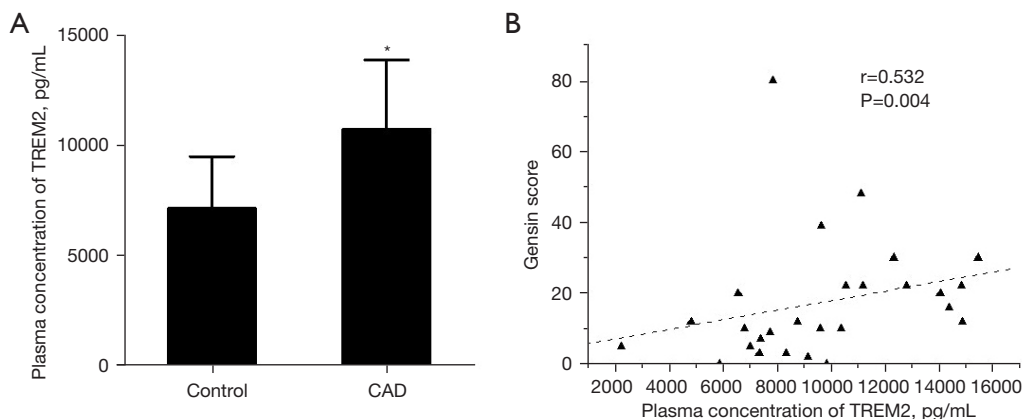 A
Plasma concentration of TREM2, pg/mL
15000
10000
5000
0
*
Control
CAD
B
Gensin score
80
60
40
20
0
r=0.532
P=0.004
2000 4000 6000 8000 10000 12000 14000 16000
Plasma concentration of TREM2, pg/mL